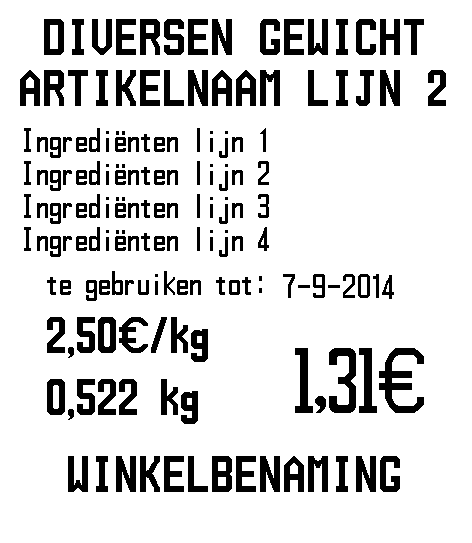 DIVERSEN GEWICHT
ARTIKELNAAM LIJN 2
Ingrediënten lijn 1
Ingrediënten lijn 2
Ingrediënten lijn 3
Ingrediënten lijn 4
te gebruiken tot: 7-9-2014
2,50€/kg
0,522 kg
1,31€
WINKELBENAMING